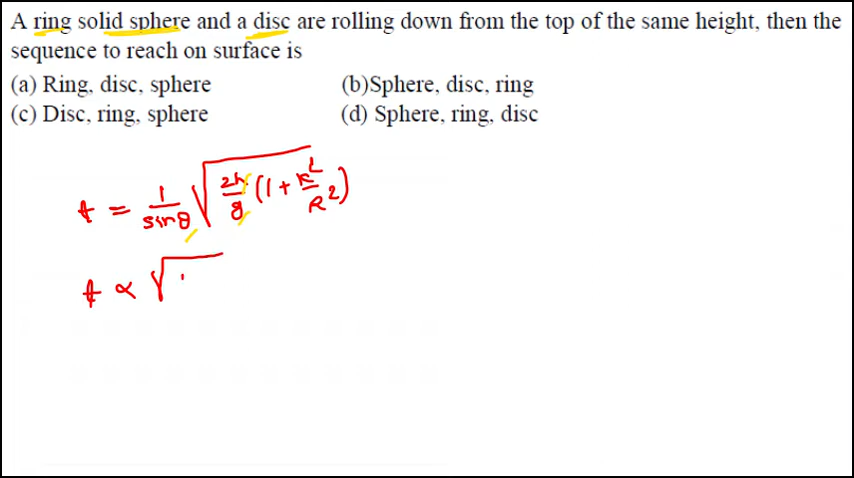 A ring solid sphere and a disc are rolling down from the top of the same height, then the
sequence to reach on surface is
(a) Ring, disc, sphere (b)Sphere, disc, ring
(c) Disc, ring, sphere (d) Sphere, ring, disc
t = 1/sinθ √(2h/g (1 + K²/R²))
t ∝ √